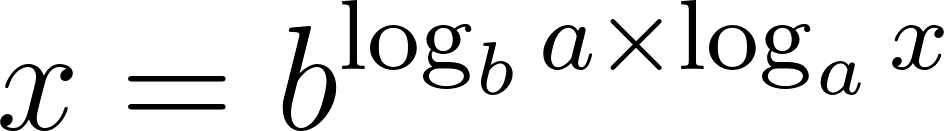 x = b^{\log_b a \times \log_a x}